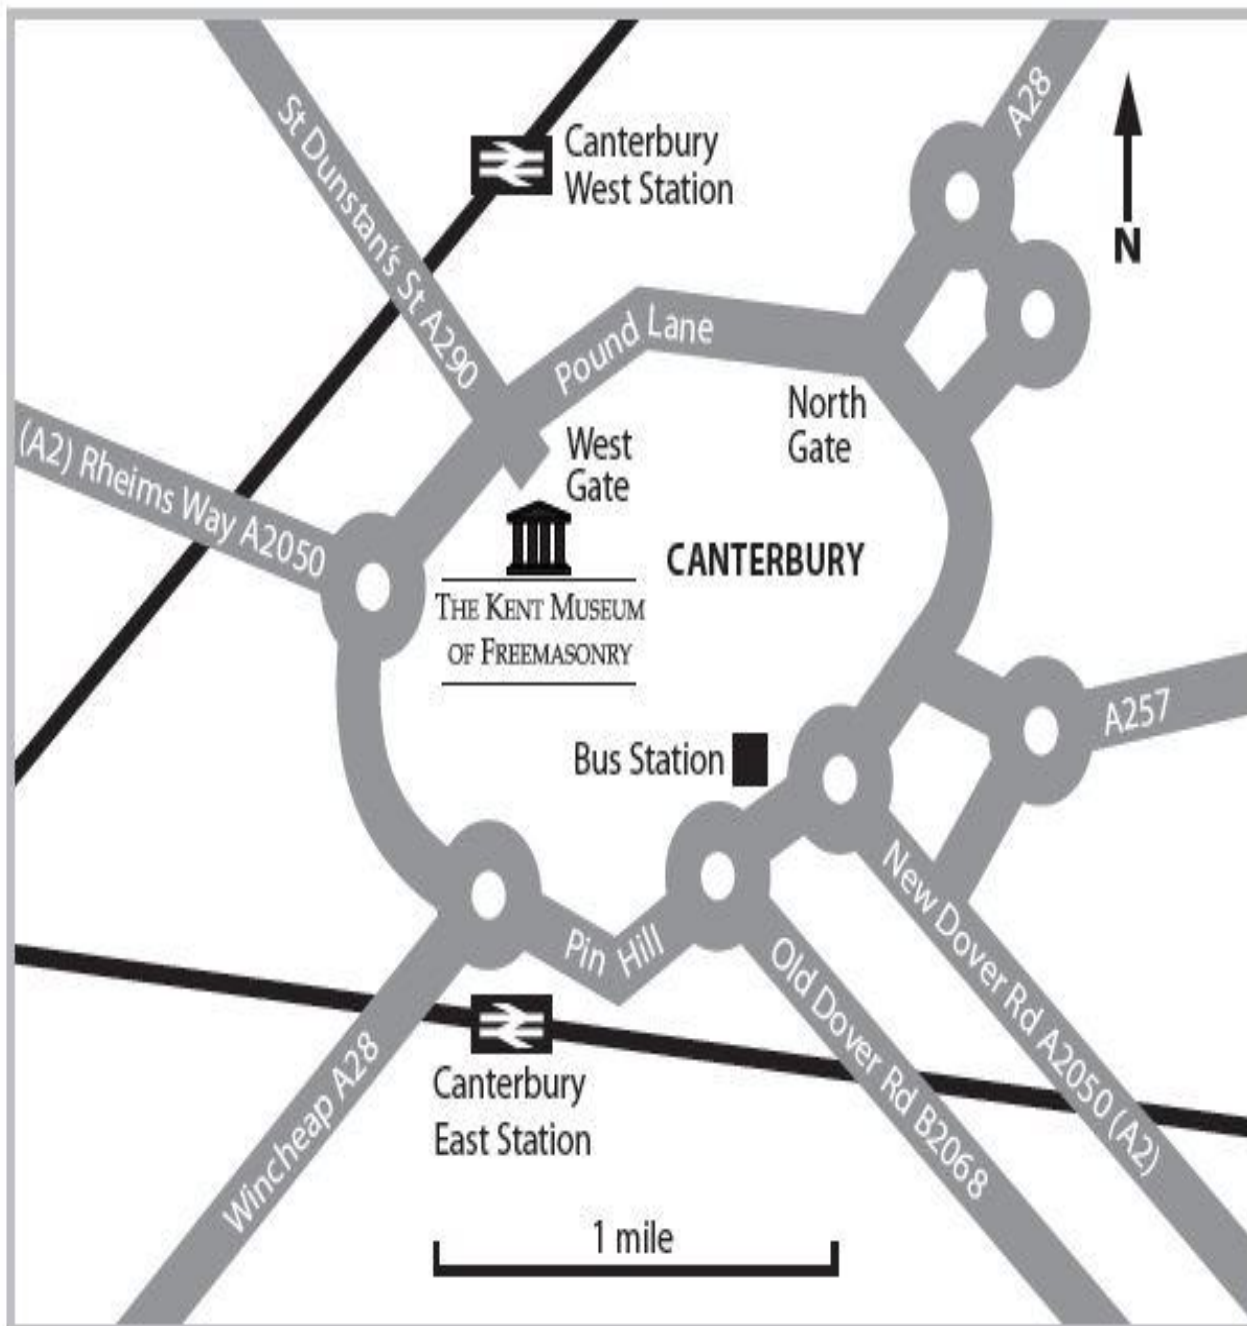 A28
St Dunstan's St A290
Canterbury
West Station
N
Pound Lane
North
Gate
West
Gate
(A2) Rheims Way A2050
CANTERBURY
THE KENT MUSEUM
OF FREEMASONRY
A257
Bus Station
New Dover Rd A2050 (A2)
Pin Hill
Old Dover Rd B2068
Wincheap A28
Canterbury
East Station
1 mile